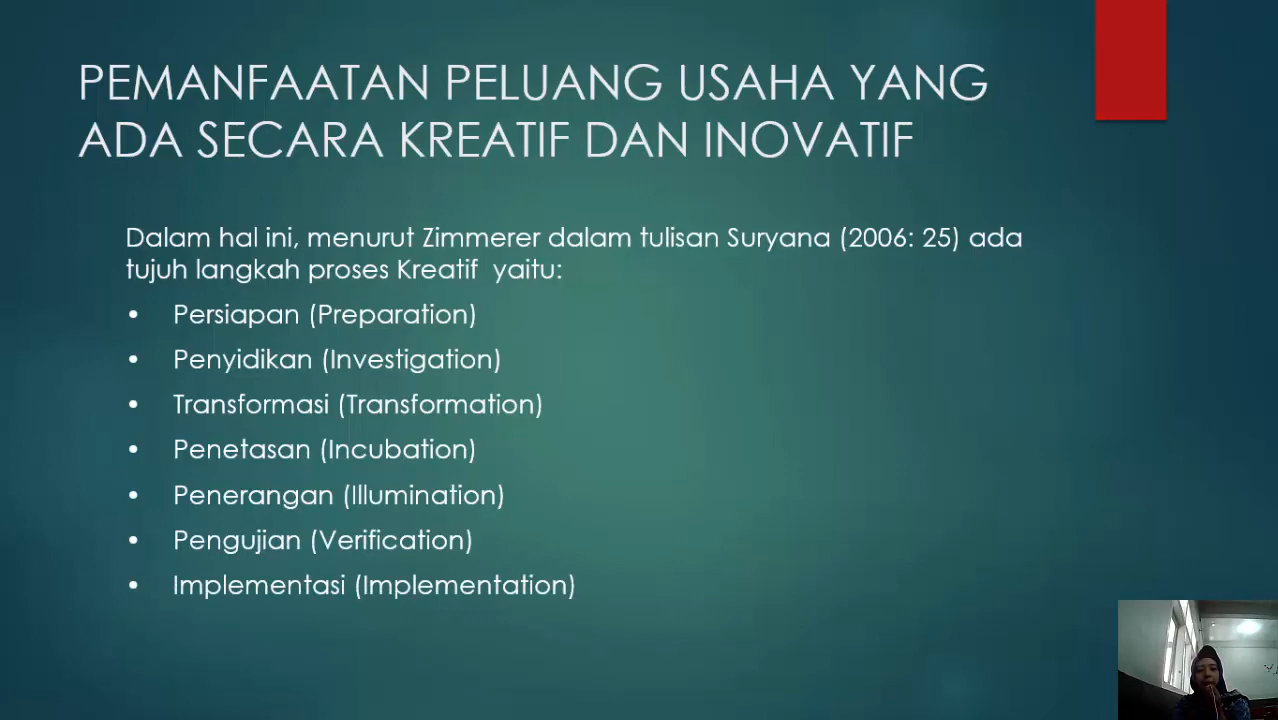 PEMANFAATAN PELUANG USAHA YANG
ADA SECARA KREATIF DAN INOVATIF
Dalam hal ini, menurut Zimmerer dalam tulisan Suryana (2006: 25) ada
tujuh langkah proses Kreatif  yaitu:
• Persiapan (Preparation)
• Penyidikan (Investigation)
• Transformasi (Transformation)
• Penetasan (Incubation)
• Penerangan (Illumination)
• Pengujian (Verification)
• Implementasi (Implementation)